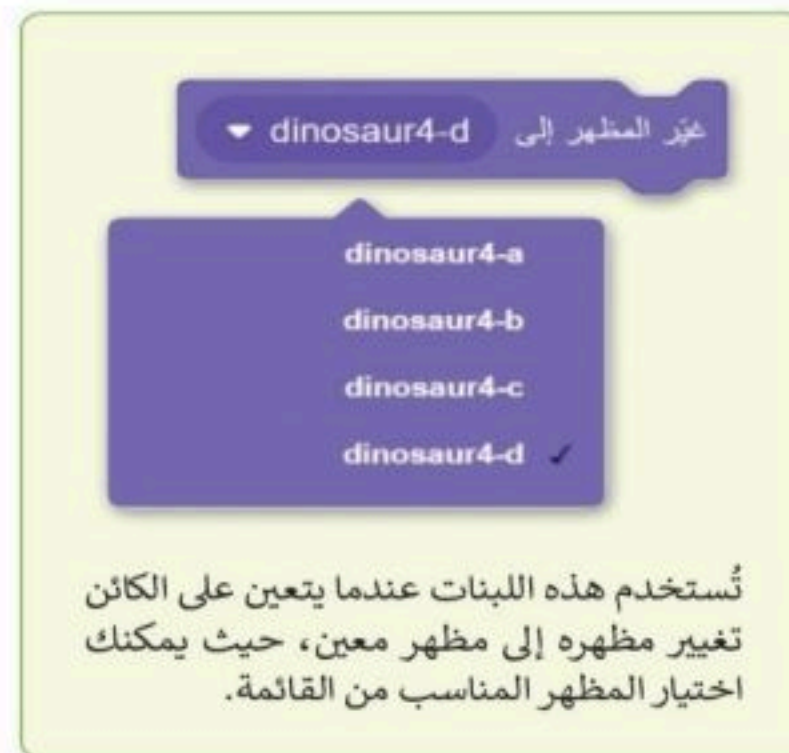 غيّر المظهر إلى dinosaur4-d
dinosaur4-a
dinosaur4-b
dinosaur4-c
dinosaur4-d ✓
تُستخدم هذه اللبنات عندما يتعين على الكائن
تغيير مظهره إلى مظهر معين، حيث يمكنك
اختيار المظهر المناسب من القائمة.